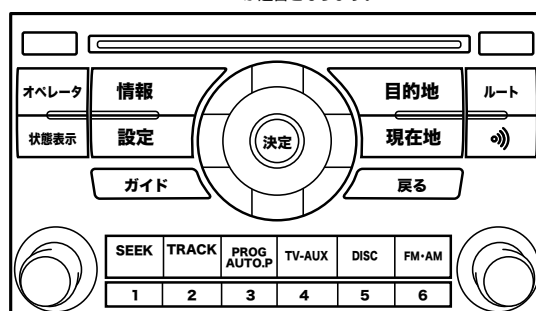 オペレータ
情報
目的地
ルート
状態表示
設定
決定
現在地
ガイド
戻る
SEEK
TRACK
PROG
AUTO.P
TV-AUX
DISC
FM・AM
1
2
3
4
5
6